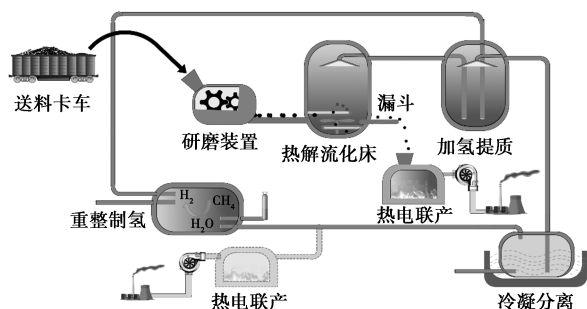 送料卡车
研磨装置
热解流化床
漏斗
加氢提质
热电联产
重整制氢
H₂
CH₄
H₂O
热电联产
冷凝分离